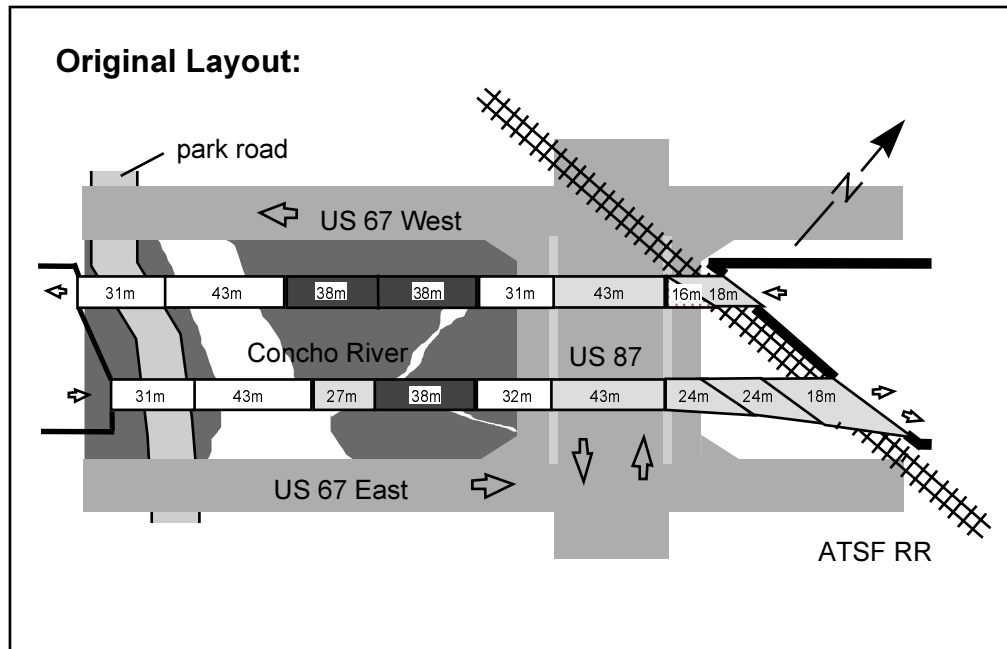 Original Layout:
park road
N
US 67 West
31m 43m 38m 38m 31m 43m 16m 18m
Concho River
US 87
31m 43m 27m 38m 32m 43m 24m 24m 18m
US 67 East
ATSF RR